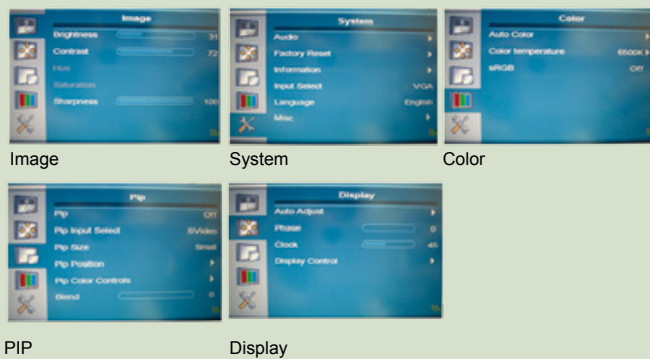 Image
Brightness 31
Contrast 72
Hue
Saturation
Sharpness 100
Image
System
Audio
Factory Reset
Information
Input Select VGA
Language English
Misc
System
Color
Auto Color
Color temperature 6500K
sRGB Off
Color
Pip
Pip Off
Pip Input Select SVideo
Pip Size Small
Pip Position
Pip Color Controls
Blend 0
PIP
Display
Auto Adjust
Phase 0
Clock 45
Display Control
Display